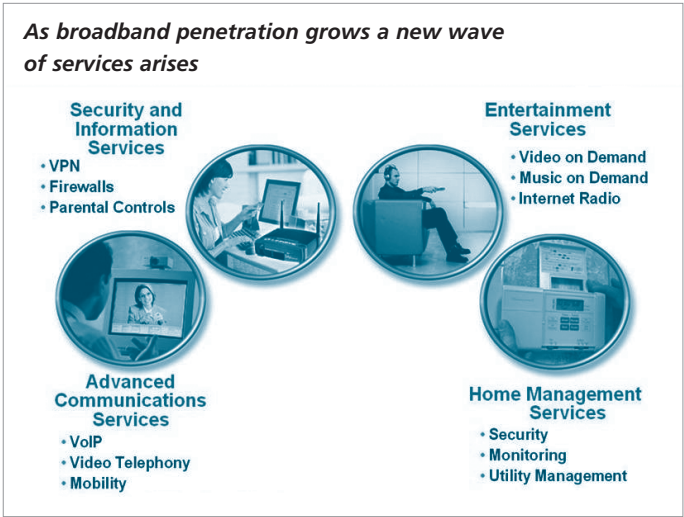 As broadband penetration grows a new wave
of services arises
Security and
Information
Services
• VPN
• Firewalls
• Parental Controls
Entertainment
Services
• Video on Demand
• Music on Demand
• Internet Radio
Advanced
Communications
Services
• VoIP
• Video Telephony
• Mobility
Home Management
Services
• Security
• Monitoring
• Utility Management